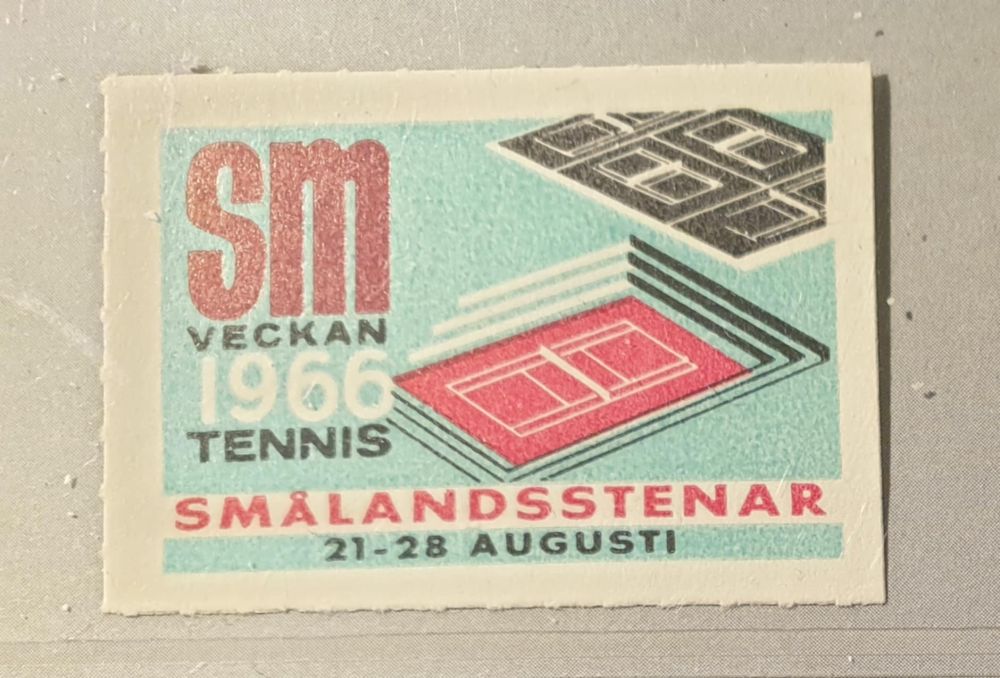 sm
VECKAN
1966
TENNIS
SMÅLANDSSTENAR
21-28 AUGUSTI